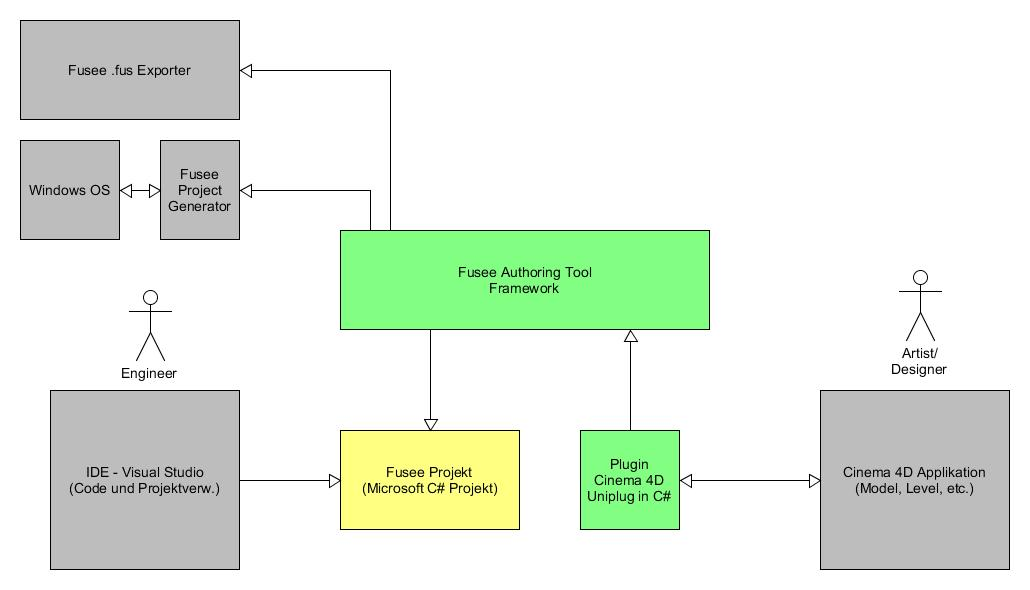 Fusee .fus Exporter
Windows OS
Fusee
Project
Generator
Fusee Authoring Tool
Framework
Engineer
Artist/
Designer
IDE - Visual Studio
(Code und Projektverw.)
Fusee Projekt
(Microsoft C# Projekt)
Plugin
Cinema 4D
Uniplug in C#
Cinema 4D Applikation
(Model, Level, etc.)